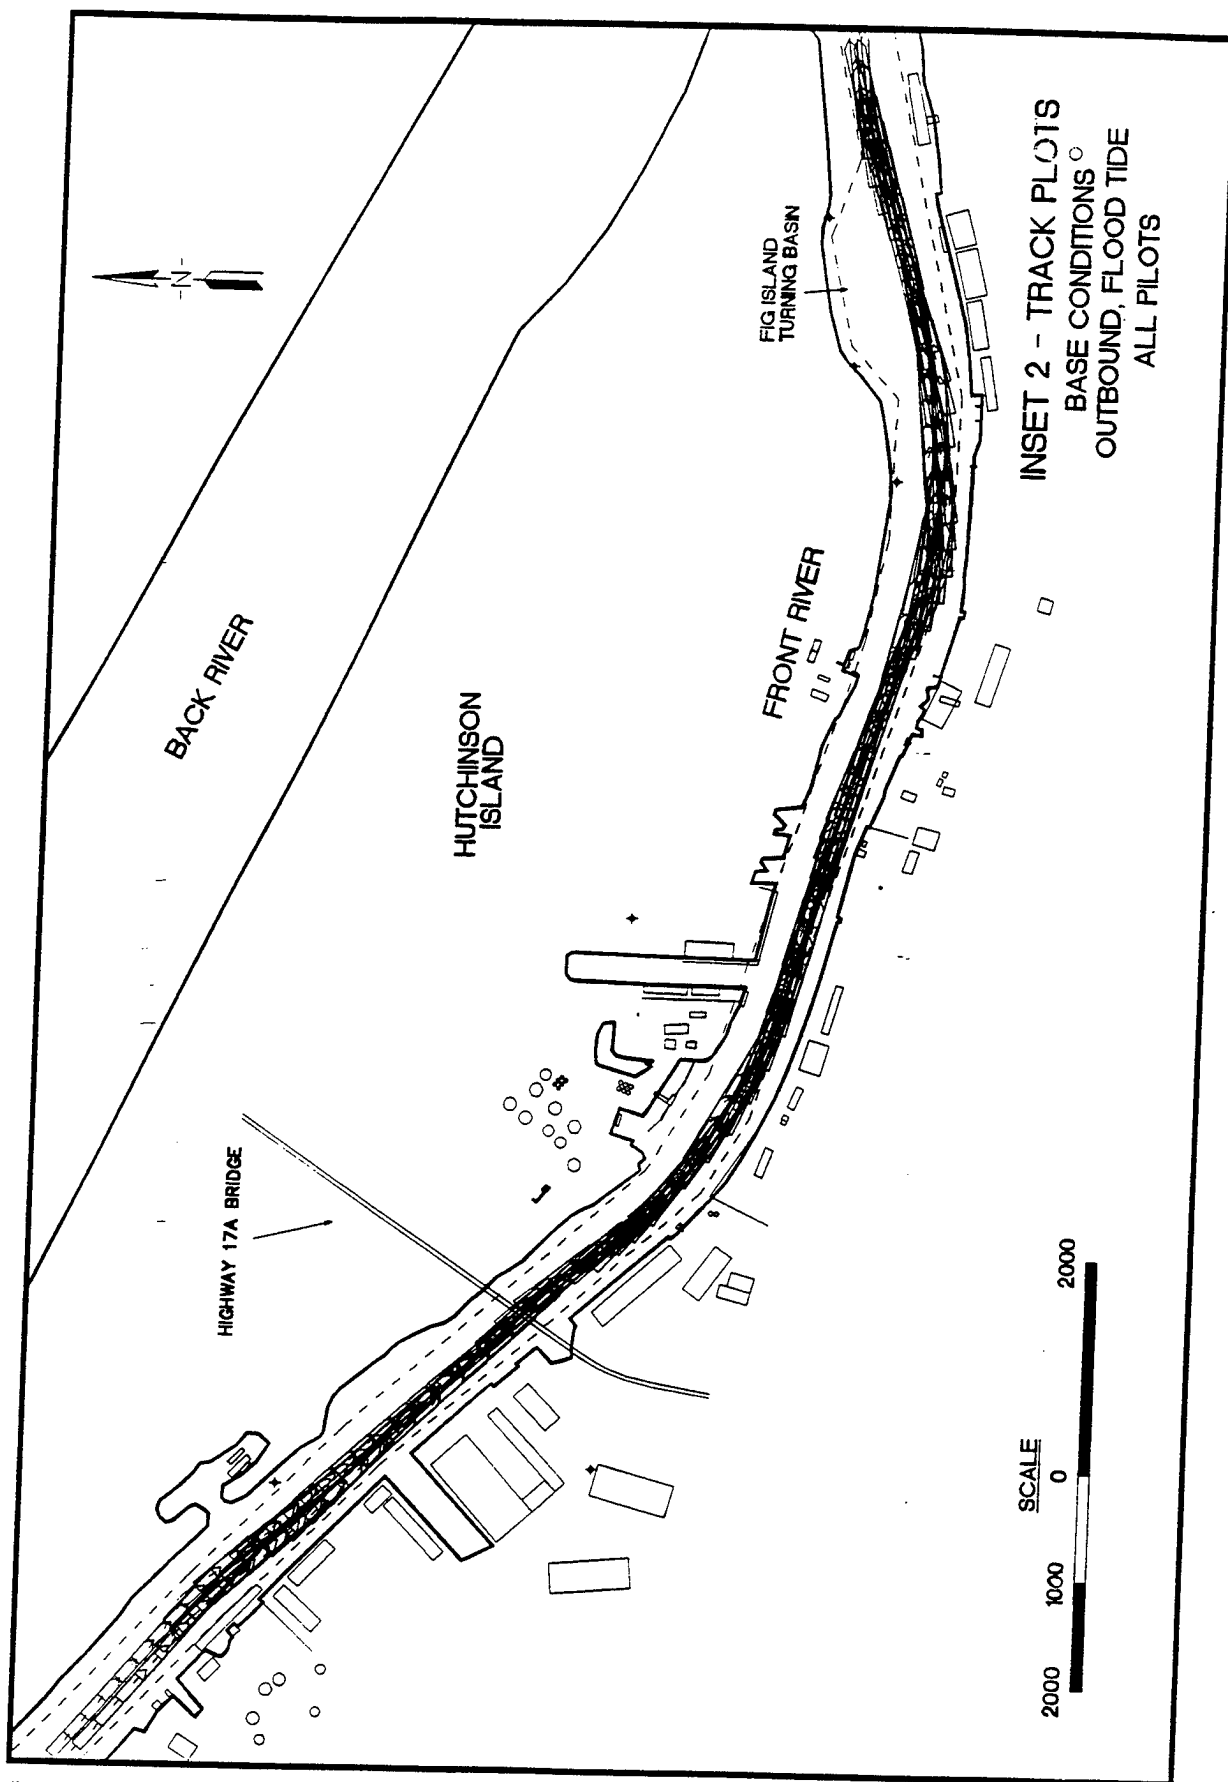 BACK RIVER
HUTCHINSON
ISLAND
HIGHWAY 17A BRIDGE
FRONT RIVER
FIG ISLAND
TURNING BASIN
N
INSET 2 - TRACK PLOTS
BASE CONDITIONS
OUTBOUND, FLOOD TIDE
ALL PILOTS
SCALE
2000 1000 0 2000